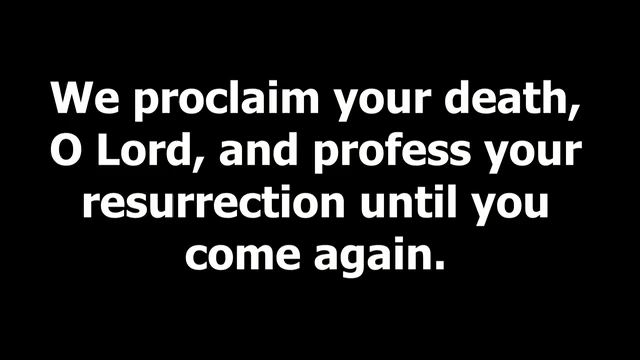 We proclaim your death,
O Lord, and profess your
resurrection until you
come again.